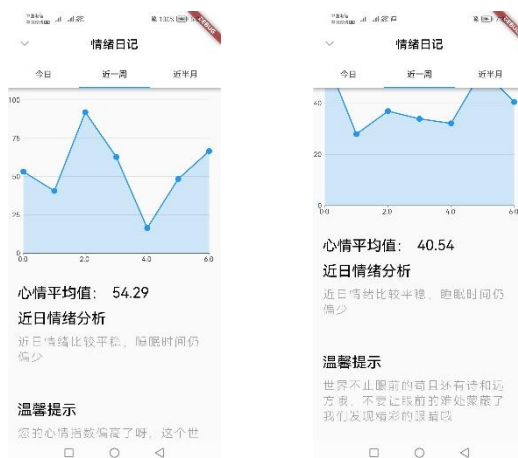 100%
DEBUG
情绪日记
今日
近一周
近半月
100
75
50
25
0
0.0
2.0
4.0
6.0
心情平均值： 54.29
近日情绪分析
近日情绪比较平稳，睡眠时间仍
偏少
温馨提示
您的心情指数偏高了呀，这个世
DEBUG
情绪日记
今日
近一周
近半月
40
20
0
0.0
2.0
4.0
6.0
心情平均值： 40.54
近日情绪分析
近日情绪比较平稳，睡眠时间仍
偏少
温馨提示
世界不止眼前的苟且还有诗和远
方哦，不要让眼前的难处蒙蔽了
我们发现精彩的眼睛哦